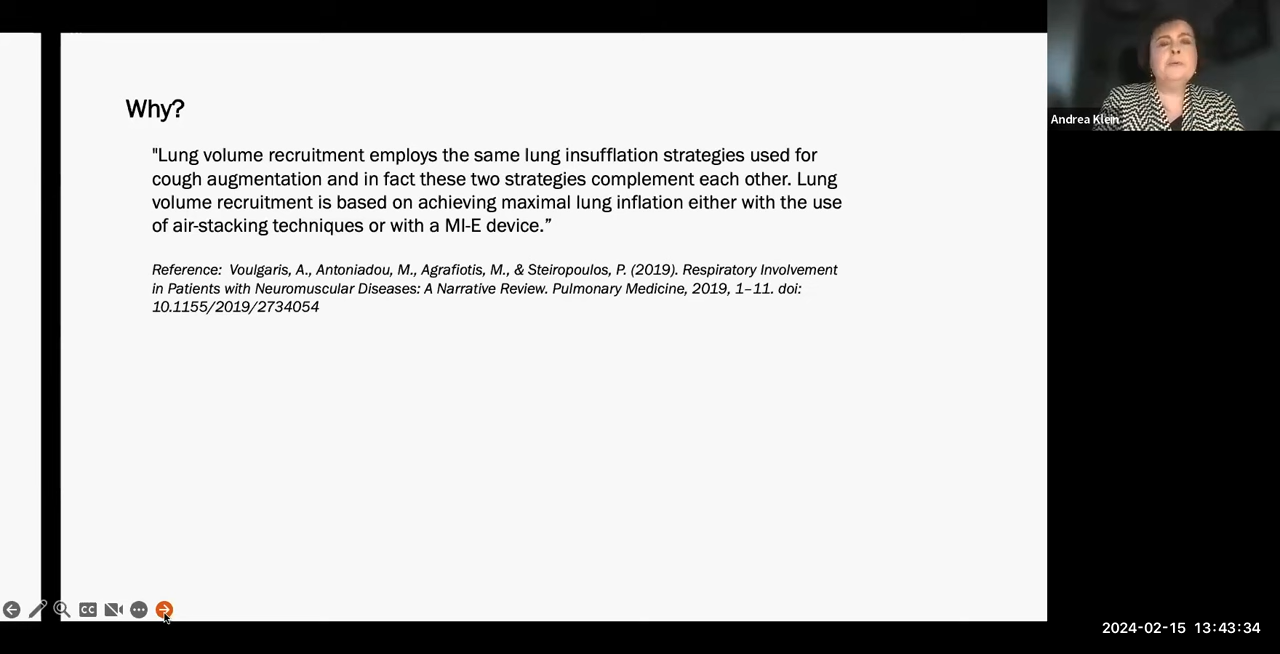 Why?
"Lung volume recruitment employs the same lung insufflation strategies used for
cough augmentation and in fact these two strategies complement each other. Lung
volume recruitment is based on achieving maximal lung inflation either with the use
of air-stacking techniques or with a MI-E device.”
Reference:  Voulgaris, A., Antoniadou, M., Agrafiotis, M., & Steiropoulos, P. (2019). Respiratory Involvement
in Patients with Neuromuscular Diseases: A Narrative Review. Pulmonary Medicine, 2019, 1–11. doi:
10.1155/2019/2734054
Andrea Klein
CC
2024-02-15 13:43:34